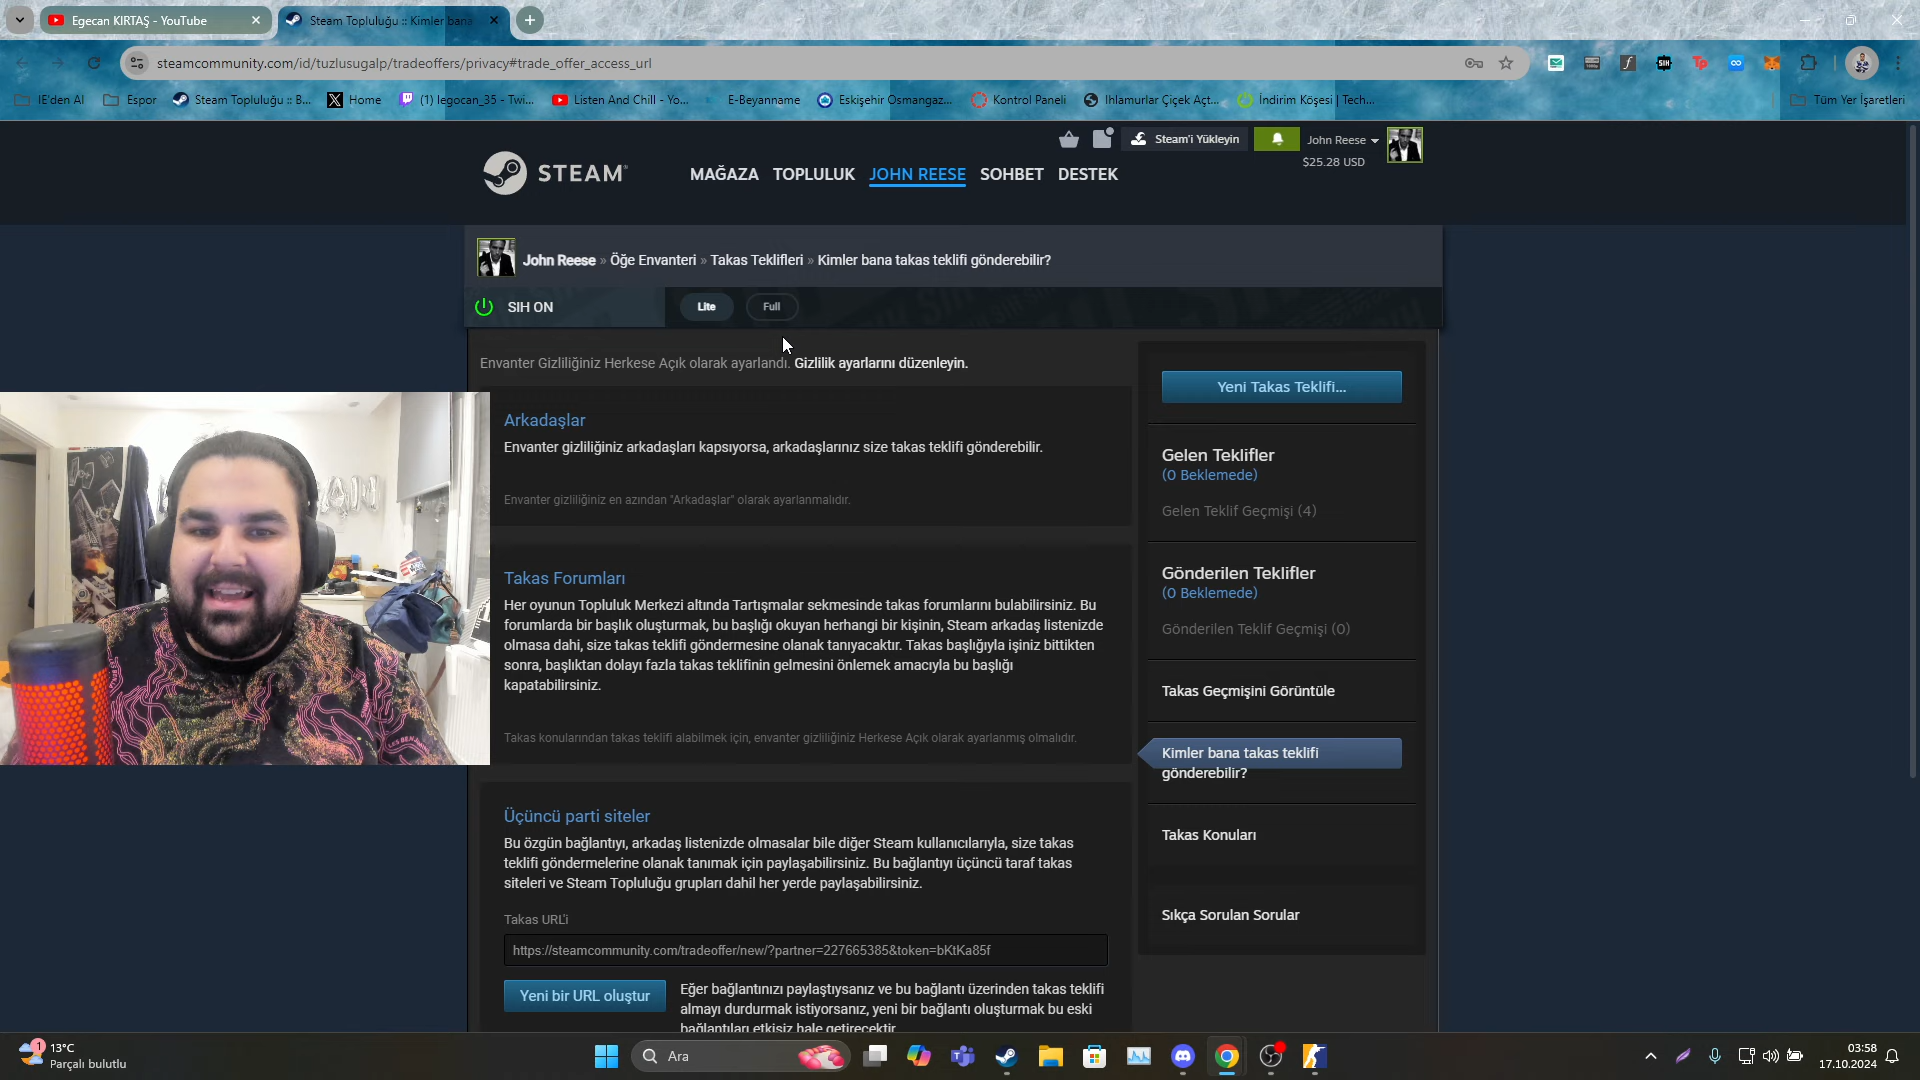 Egecan KIRTAŞ - YouTube
Steam Topluluğu :: Kimler bana
steamcommunity.com/id/tuzlusugalp/tradeoffers/privacy#trade_offer_access_url
IE'den Al
Espor
Steam Topluluğu :: B...
Home
(1) legocan_35 - Twi...
Listen And Chill - Yo...
E-Beyanname
Eskişehir Osmangaz...
Kontrol Paneli
Ihlamurlar Çiçek Açt...
İndirim Köşesi | Tech...
Tüm Yer İşaretleri
Steam'i Yükleyin
John Reese
$25.28 USD
STEAM
MAĞAZA
TOPLULUK
JOHN REESE
SOHBET
DESTEK
John Reese » Öğe Envanteri » Takas Teklifleri » Kimler bana takas teklifi gönderebilir?
SIH ON
Lite
Full
Envanter Gizliliğiniz Herkese Açık olarak ayarlandı. Gizlilik ayarlarını düzenleyin.
Arkadaşlar
Envanter gizliliğiniz arkadaşları kapsıyorsa, arkadaşlarınız size takas teklifi gönderebilir.
Envanter gizliliğiniz en azından "Arkadaşlar" olarak ayarlanmalıdır.
Takas Forumları
Her oyunun Topluluk Merkezi altında Tartışmalar sekmesinde takas forumlarını bulabilirsiniz. Bu
forumlarda bir başlık oluşturmak, bu başlığı okuyan herhangi bir kişinin, Steam arkadaş listenizde
olmasa dahi, size takas teklifi göndermesine olanak tanıyacaktır. Takas başlığıyla işiniz bittikten
sonra, başlıktan dolayı fazla takas teklifinin gelmesini önlemek amacıyla bu başlığı
kapatabilirsiniz.
Takas konularından takas teklifi alabilmek için, envanter gizliliğiniz Herkese Açık olarak ayarlanmış olmalıdır.
Üçüncü parti siteler
Bu özgün bağlantıyı, arkadaş listenizde olmasalar bile diğer Steam kullanıcılarıyla, size takas
teklifi göndermelerine olanak tanımak için paylaşabilirsiniz. Bu bağlantıyı üçüncü taraf takas
siteleri ve Steam Topluluğu grupları dahil her yerde paylaşabilirsiniz.
Takas URL'i
https://steamcommunity.com/tradeoffer/new/?partner=227665385&token=bKtKa85f
Yeni bir URL oluştur
Eğer bağlantınızı paylaştıysanız ve bu bağlantı üzerinden takas teklifi
almayı durdurmak istiyorsanız, yeni bir bağlantı oluşturmak bu eski
bağlantıları etkisiz hale getirecektir.
Yeni Takas Teklifi...
Gelen Teklifler
(0 Beklemede)
Gelen Teklif Geçmişi (4)
Gönderilen Teklifler
(0 Beklemede)
Gönderilen Teklif Geçmişi (0)
Takas Geçmişini Görüntüle
Kimler bana takas teklifi
gönderebilir?
Takas Konuları
Sıkça Sorulan Sorular
1
13°C
Parçalı bulutlu
Ara
03:58
17.10.2024